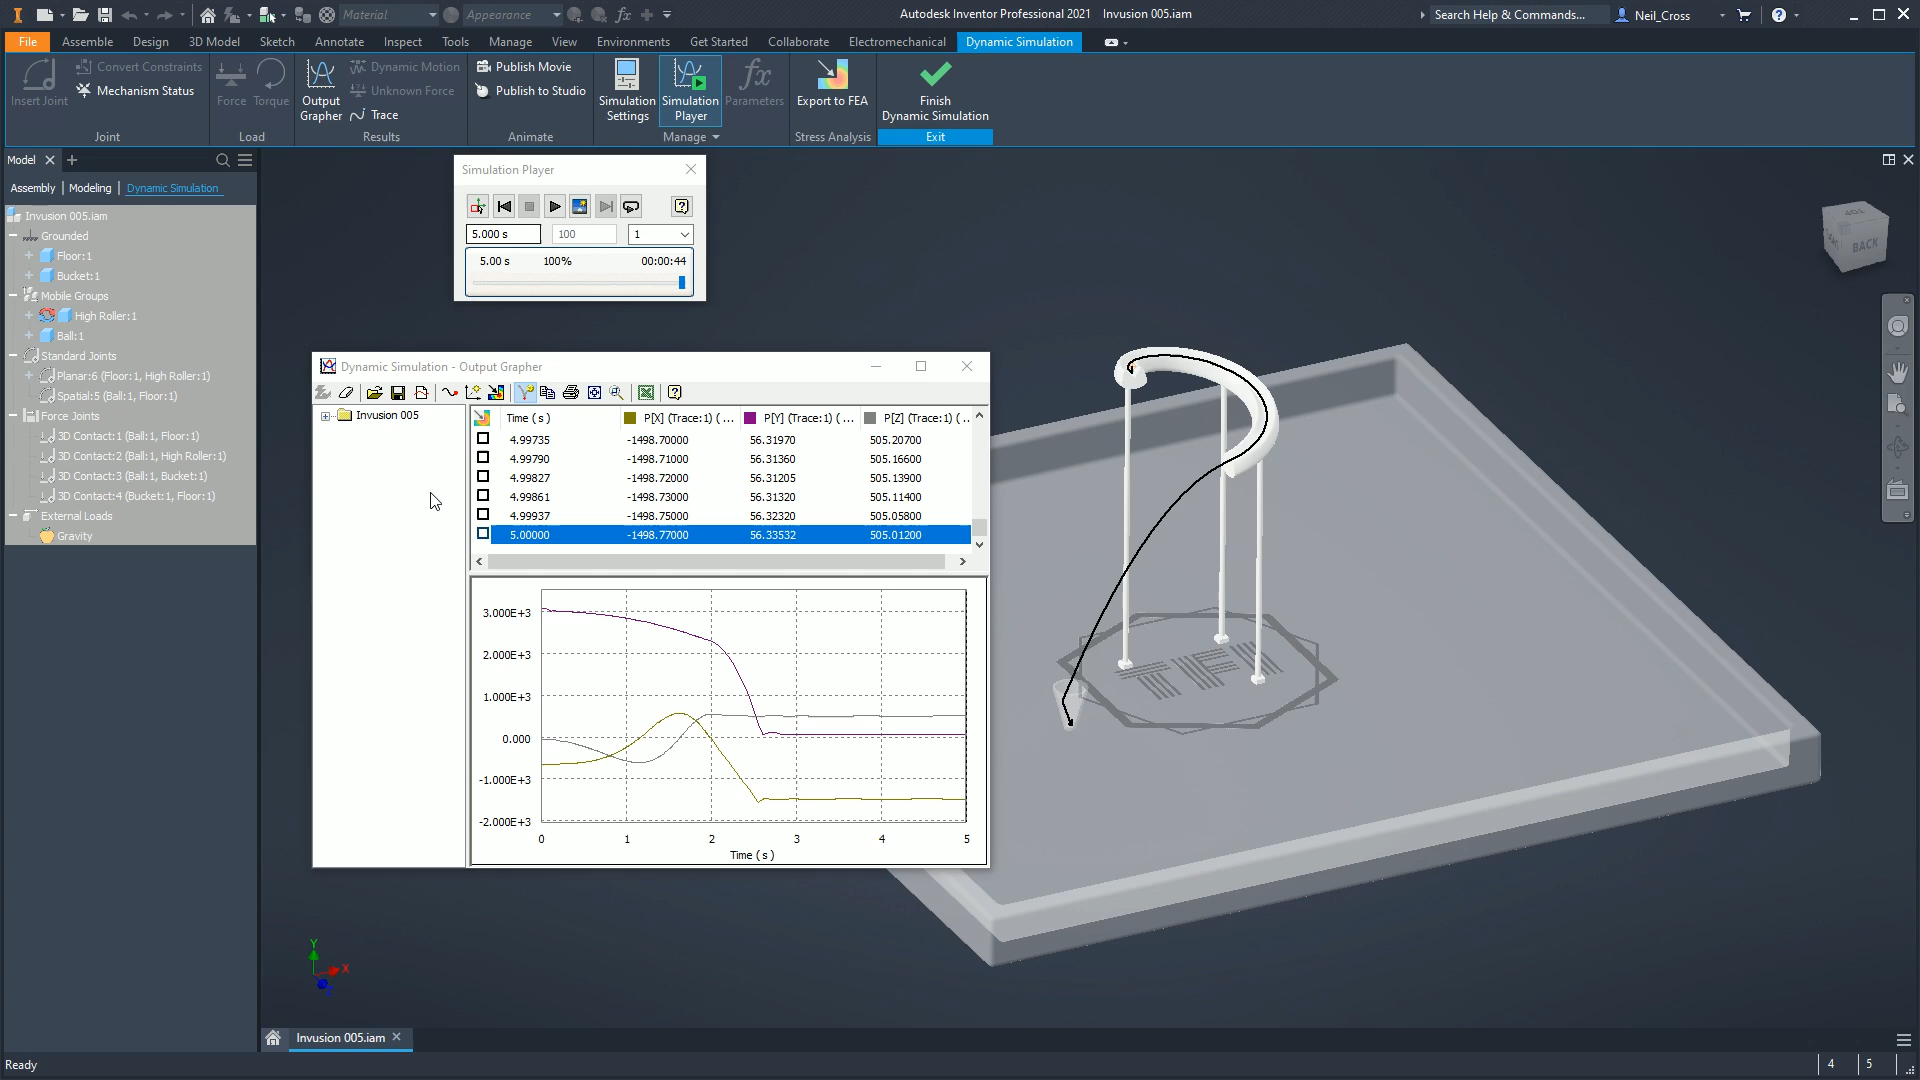 Material
Appearance
Autodesk Inventor Professional 2021 Invusion 005.iam
Search Help & Commands...
Neil_Cross
File Assemble Design 3D Model Sketch Annotate Inspect Tools Manage View Environments Get Started Collaborate Electromechanical Dynamic Simulation
Insert Joint
Convert Constraints
Mechanism Status
Joint
Force Torque
Load
Output Grapher
Dynamic Motion
Unknown Force
Trace
Results
Publish Movie
Publish to Studio
Animate
Simulation Settings
Simulation Player
Parameters
Manage
Export to FEA
Stress Analysis
Finish Dynamic Simulation
Exit
Model
Assembly | Modeling | Dynamic Simulation
Invusion 005.iam
Grounded
Floor:1
Bucket:1
Mobile Groups
High Roller:1
Ball:1
Standard Joints
Planar:6 (Floor:1, High Roller:1)
Spatial:5 (Ball:1, Floor:1)
Force Joints
3D Contact:1 (Ball:1, Floor:1)
3D Contact:2 (Ball:1, High Roller:1)
3D Contact:3 (Ball:1, Bucket:1)
3D Contact:4 (Bucket:1, Floor:1)
External Loads
Gravity
Simulation Player
5.000 s 100 1
5.00 s 100% 00:00:44
Dynamic Simulation - Output Grapher
Invusion 005
Time ( s ) P[X] (Trace:1) ( ... P[Y] (Trace:1) ( ... P[Z] (Trace:1) ( ..
4.99735 -1498.70000 56.31970 505.20700
4.99790 -1498.71000 56.31360 505.16600
4.99827 -1498.72000 56.31205 505.13900
4.99861 -1498.73000 56.31320 505.11400
4.99937 -1498.75000 56.32320 505.05800
5.00000 -1498.77000 56.33532 505.01200
3.000E+3
2.000E+3
1.000E+3
0.000
-1.000E+3
-2.000E+3
0 1 2 3 4 5
Time ( s )
BACK
Y
X
Z
Invusion 005.iam
Ready
4 5